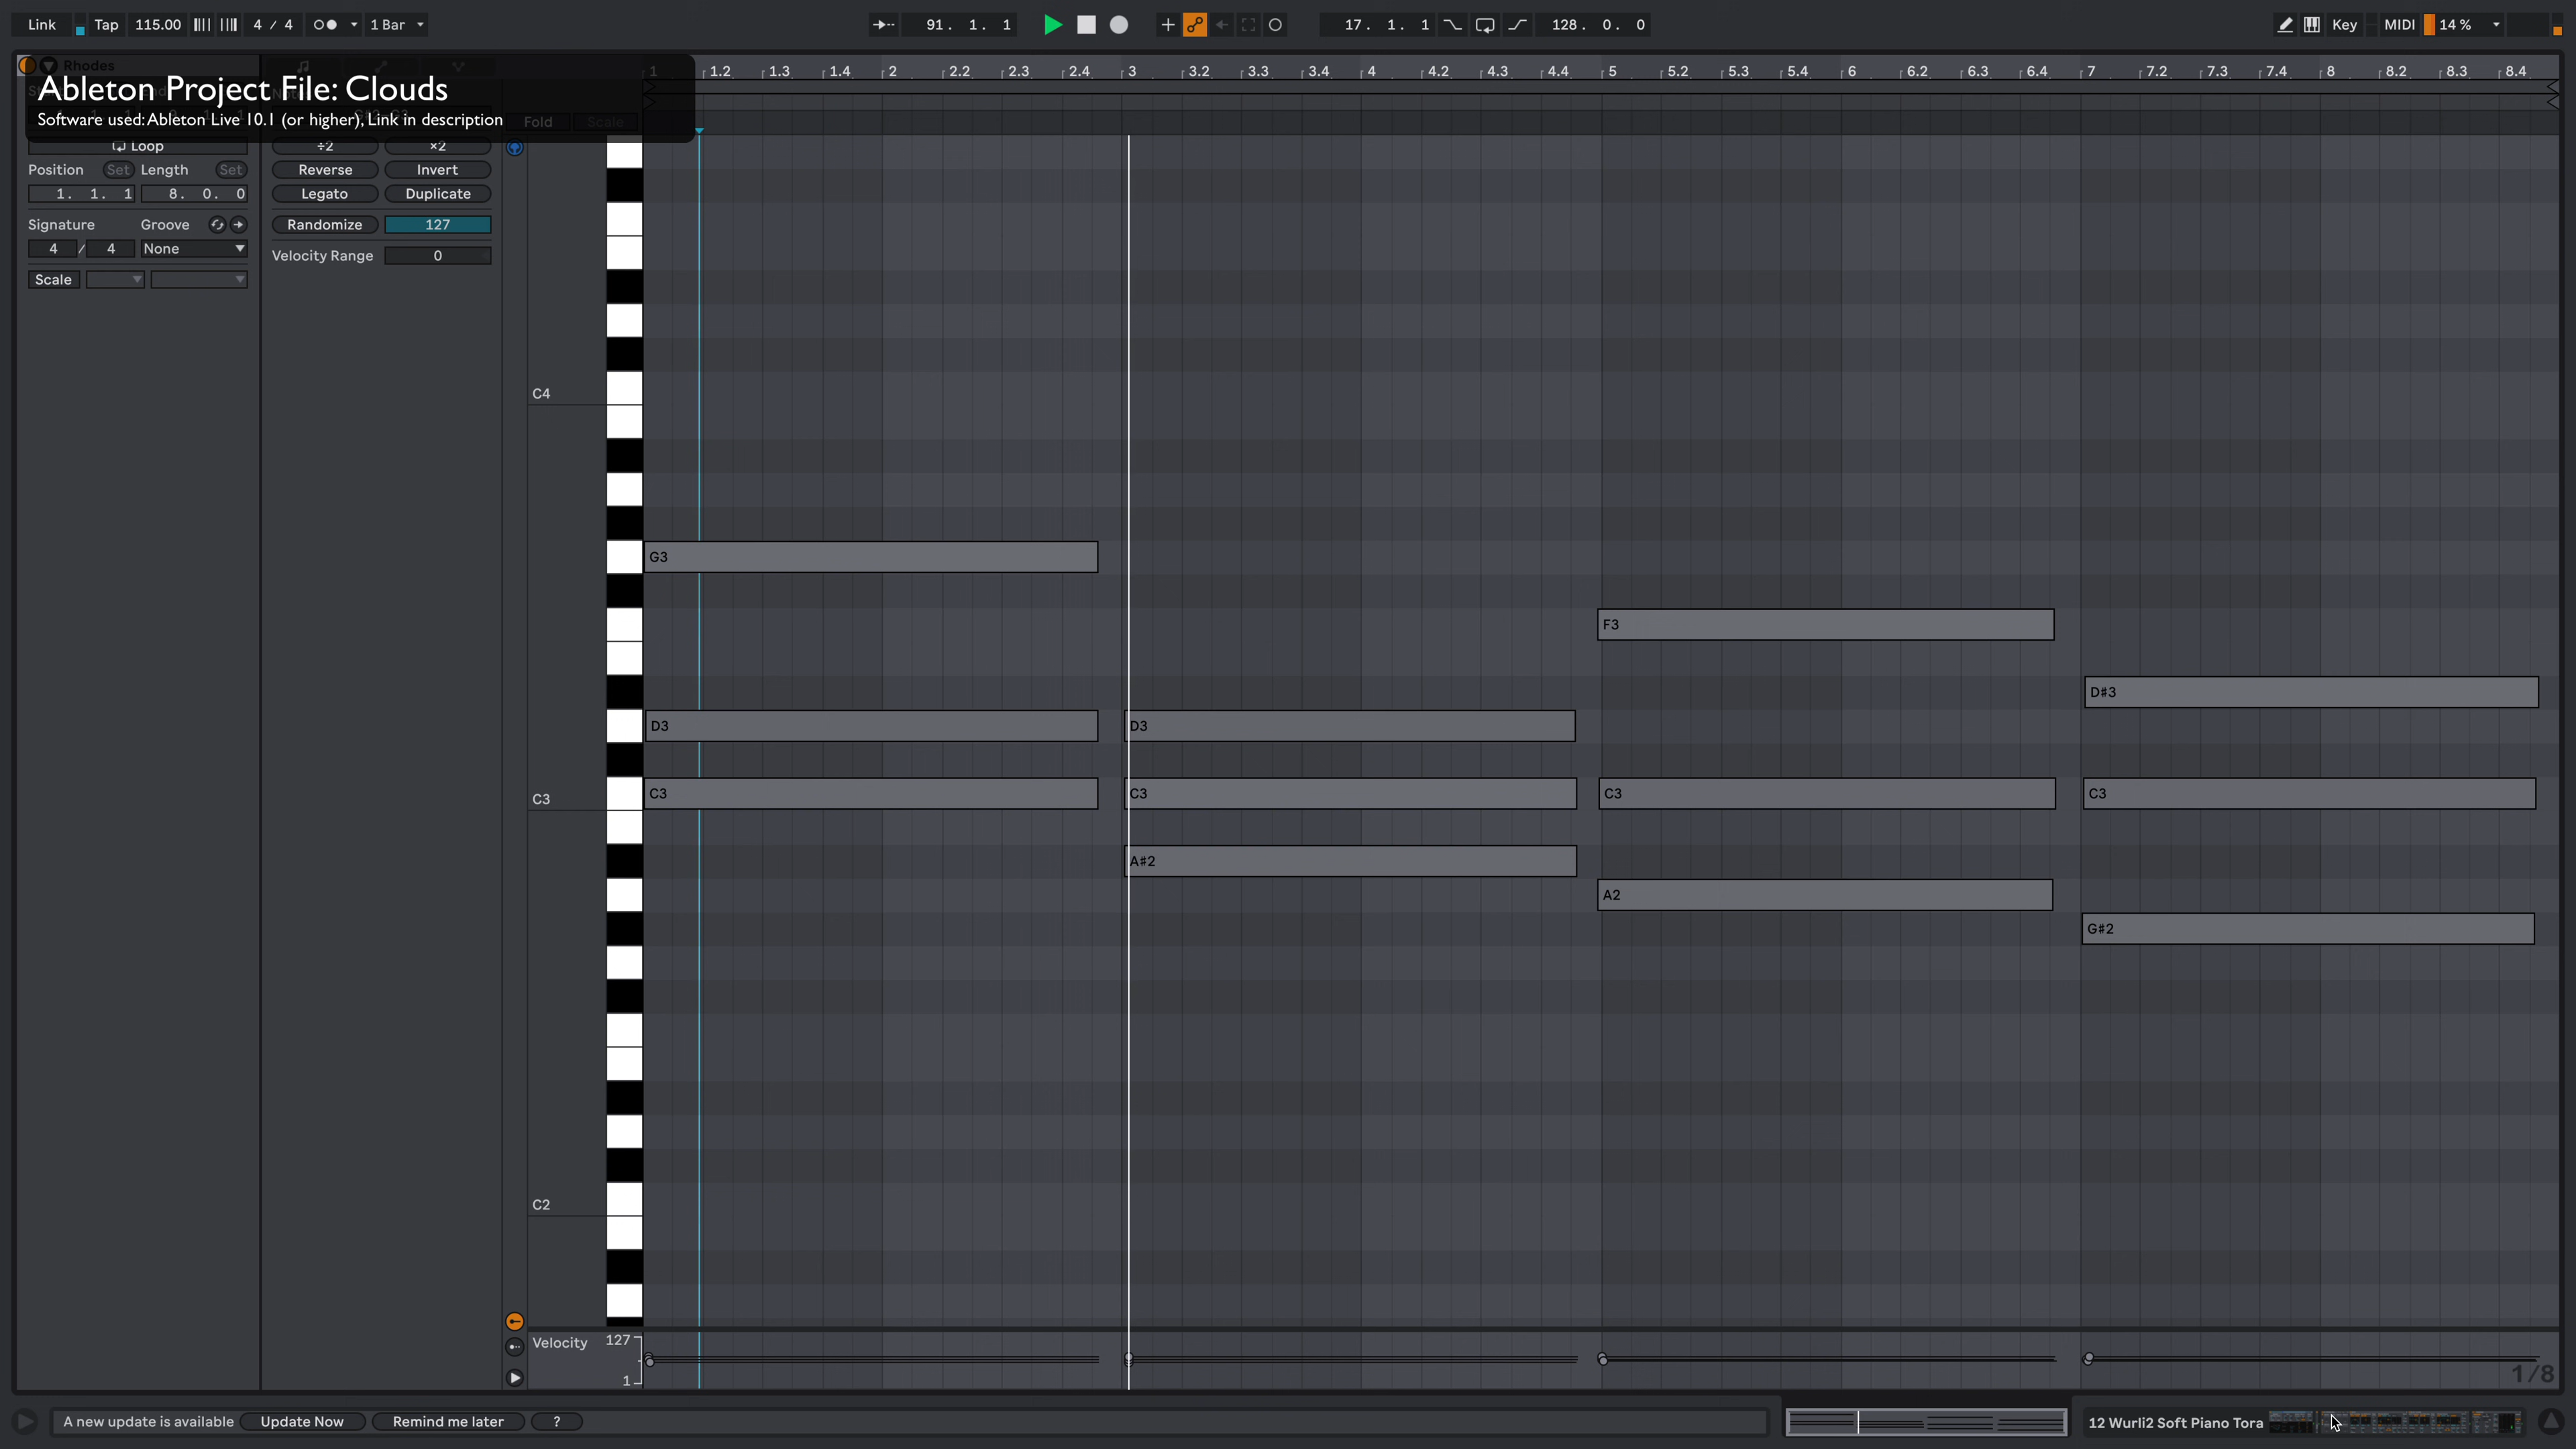 Link Tap 115.00 4 / 4 1 Bar 91. 1. 1 17. 1. 1 128. 0. 0 Key MIDI 14 %
Rhodes
1 1.2 1.3 1.4 2 2.2 2.3 2.4 3 3.2 3.3 3.4 4 4.2 4.3 4.4 5 5.2 5.3 5.4 6 6.2 6.3 6.4 7 7.2 7.3 7.4 8 8.2 8.3 8.4
Ableton Project File: Clouds
Software used: Ableton Live 10.1 (or higher), Link in description
Fold Scale
Loop ÷2 ×2
Position Set Length Set Reverse Invert
1. 1. 1 8. 0. 0 Legato Duplicate
Signature Groove Randomize 127
4 / 4 None Velocity Range 0
Scale
C4
G3
F3
D#3
D3 D3
C3 C3 C3 C3 C3
A#2
A2
G#2
C2
Velocity 127
1
1/8
A new update is available Update Now Remind me later ? 12 Wurli2 Soft Piano Tora